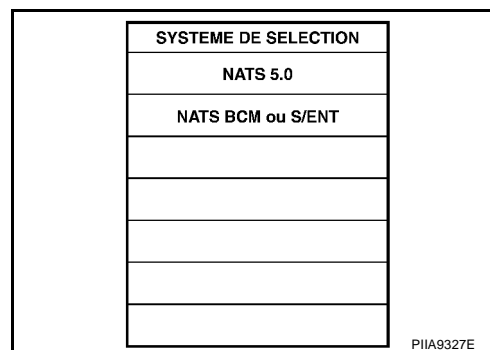 SYSTEME DE SELECTION
NATS 5.0
NATS BCM ou S/ENT
PIIA9327E